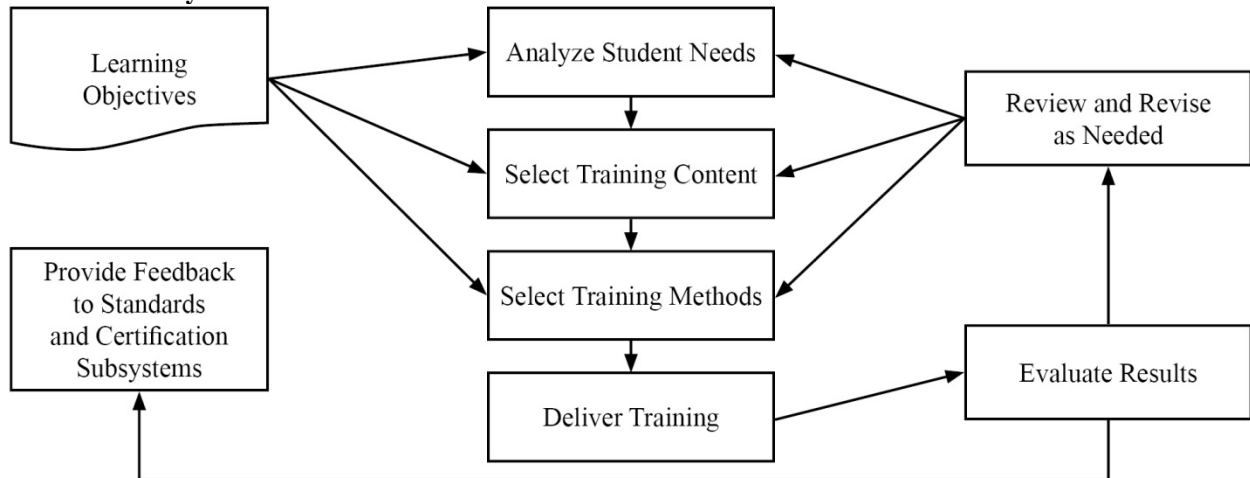 Learning
Objectives
Analyze Student Needs
Select Training Content
Select Training Methods
Deliver Training
Review and Revise
as Needed
Evaluate Results
Provide Feedback
to Standards
and Certification
Subsystems